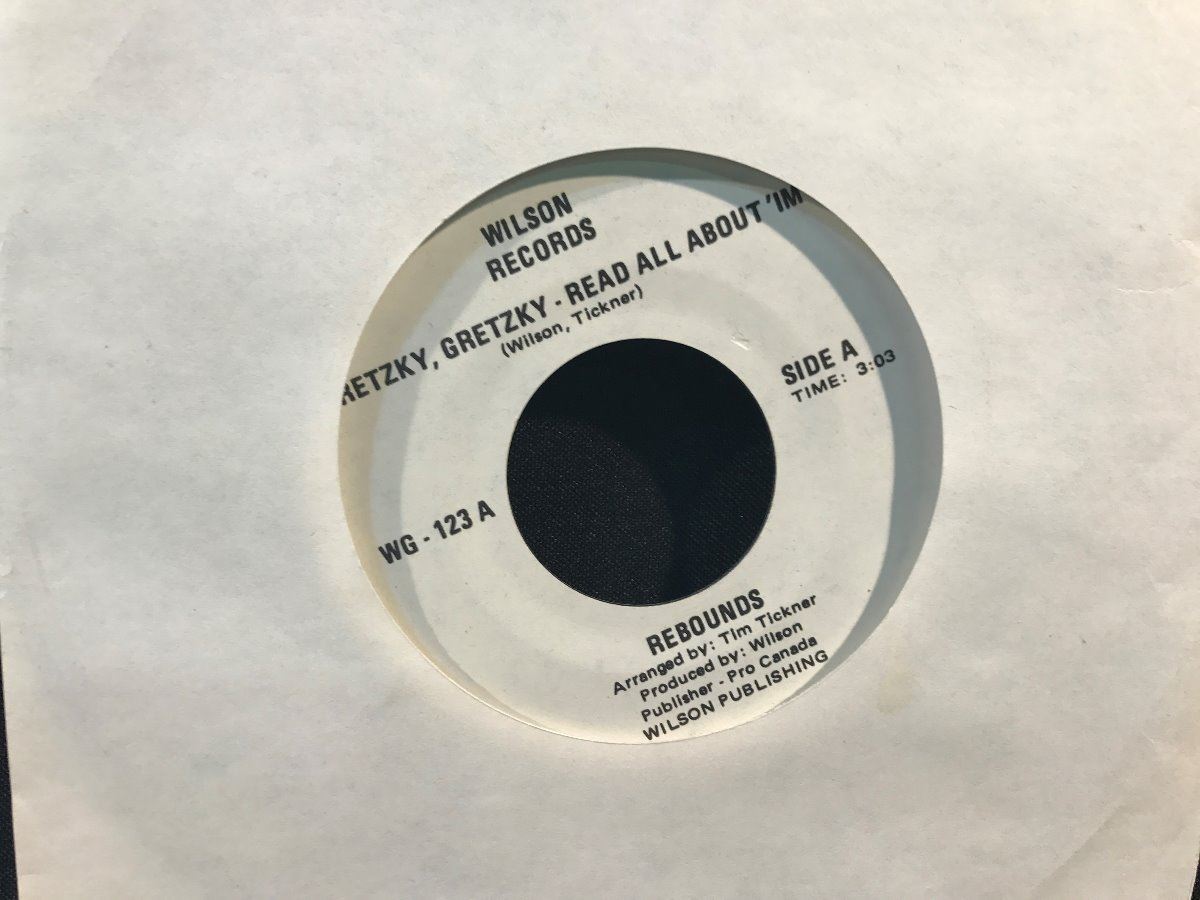 WILSON
RECORDS
RETZKY, GRETZKY - READ ALL ABOUT 'IM
(Wilson, Tickner)
SIDE A
TIME: 3:03
WG - 123 A
REBOUNDS
Arranged by: Tim Tickner
Produced by: Wilson
Publisher - Pro Canada
WILSON PUBLISHING